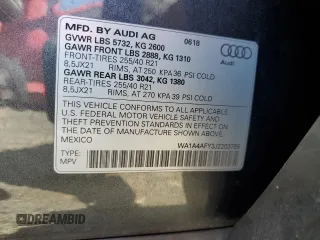 MFD. BY AUDI AG 0618
GVWR LBS 5732, KG 2600
GAWR FRONT LBS 2888, KG 1310
FRONT-TIRES 255/40 R21
8,5JX21 RIMS, AT 250 KPA 36 PSI COLD
GAWR REAR LBS 3042, KG 1380
REAR-TIRES 255/40 R21
8,5JX21 RIMS, AT 270 KPA 39 PSI COLD
THIS VEHICLE CONFORMS TO ALL APPLICABLE
U.S. FEDERAL MOTOR VEHICLE SAFETY
STANDARDS IN EFFECT ON THE
DATE OF MANUFACTURE SHOWN ABOVE.
MEXICO
Audi
TYPE:
MPV
DREAMBID